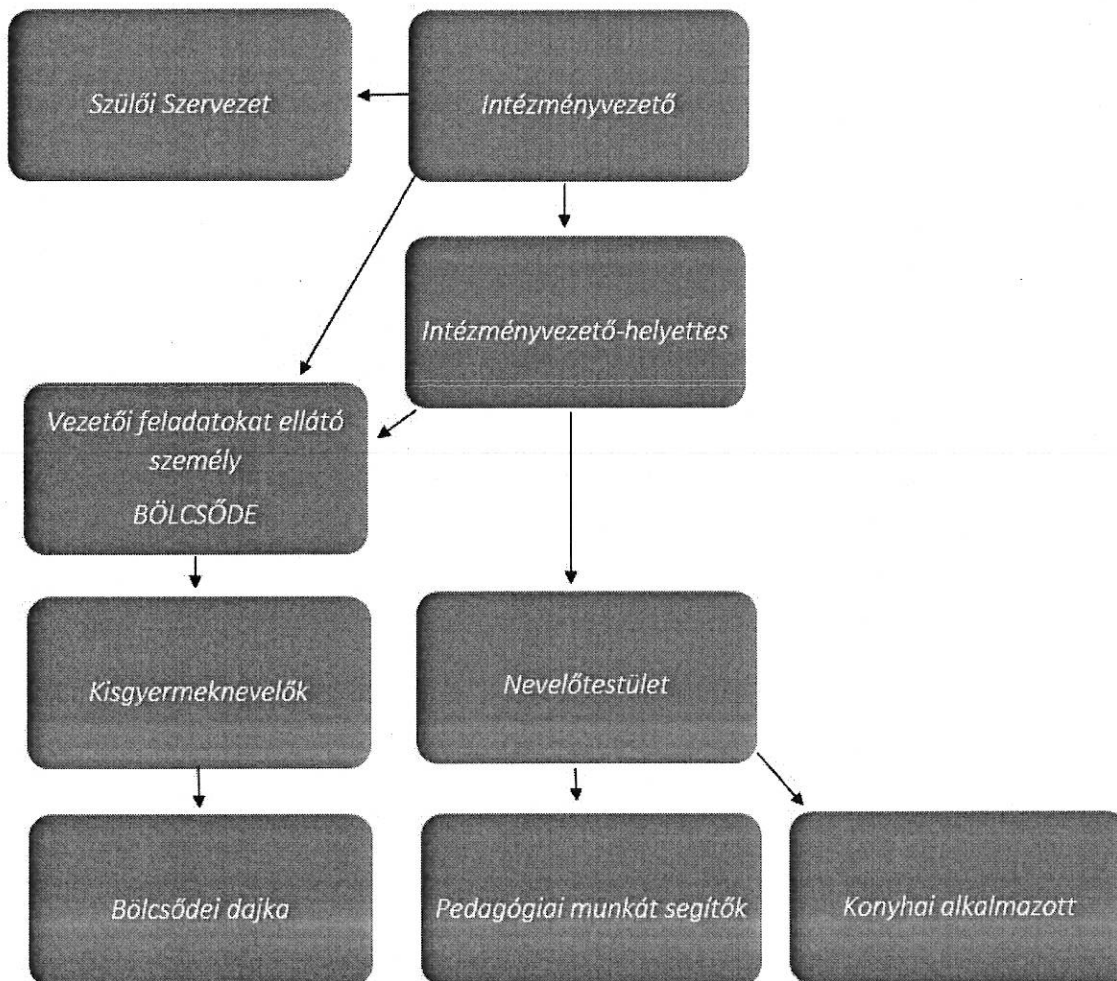 Szülői Szervezet
Intézményvezető
Intézményvezető-helyettes
Vezetői feladatokat ellátó
személy
BÖLCSŐDE
Kisgyermeknevelők
Nevelőtestület
Bölcsődei dajka
Pedagógiai munkát segítők
Konyhai alkalmazott